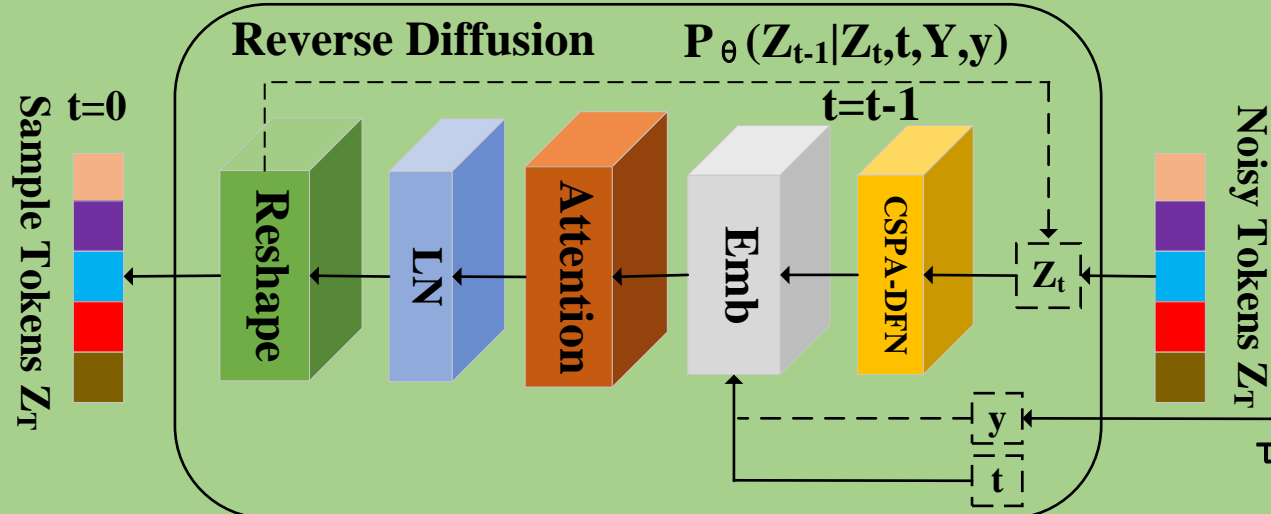 Reverse Diffusion
P θ (Zt-1|Zt,t,Y,y)
t=0
t=t-1
Sample Tokens ZT
Reshape
LN
Attention
Emb
CSPA-DFN
Zt
Noisy Tokens ZT
y
t